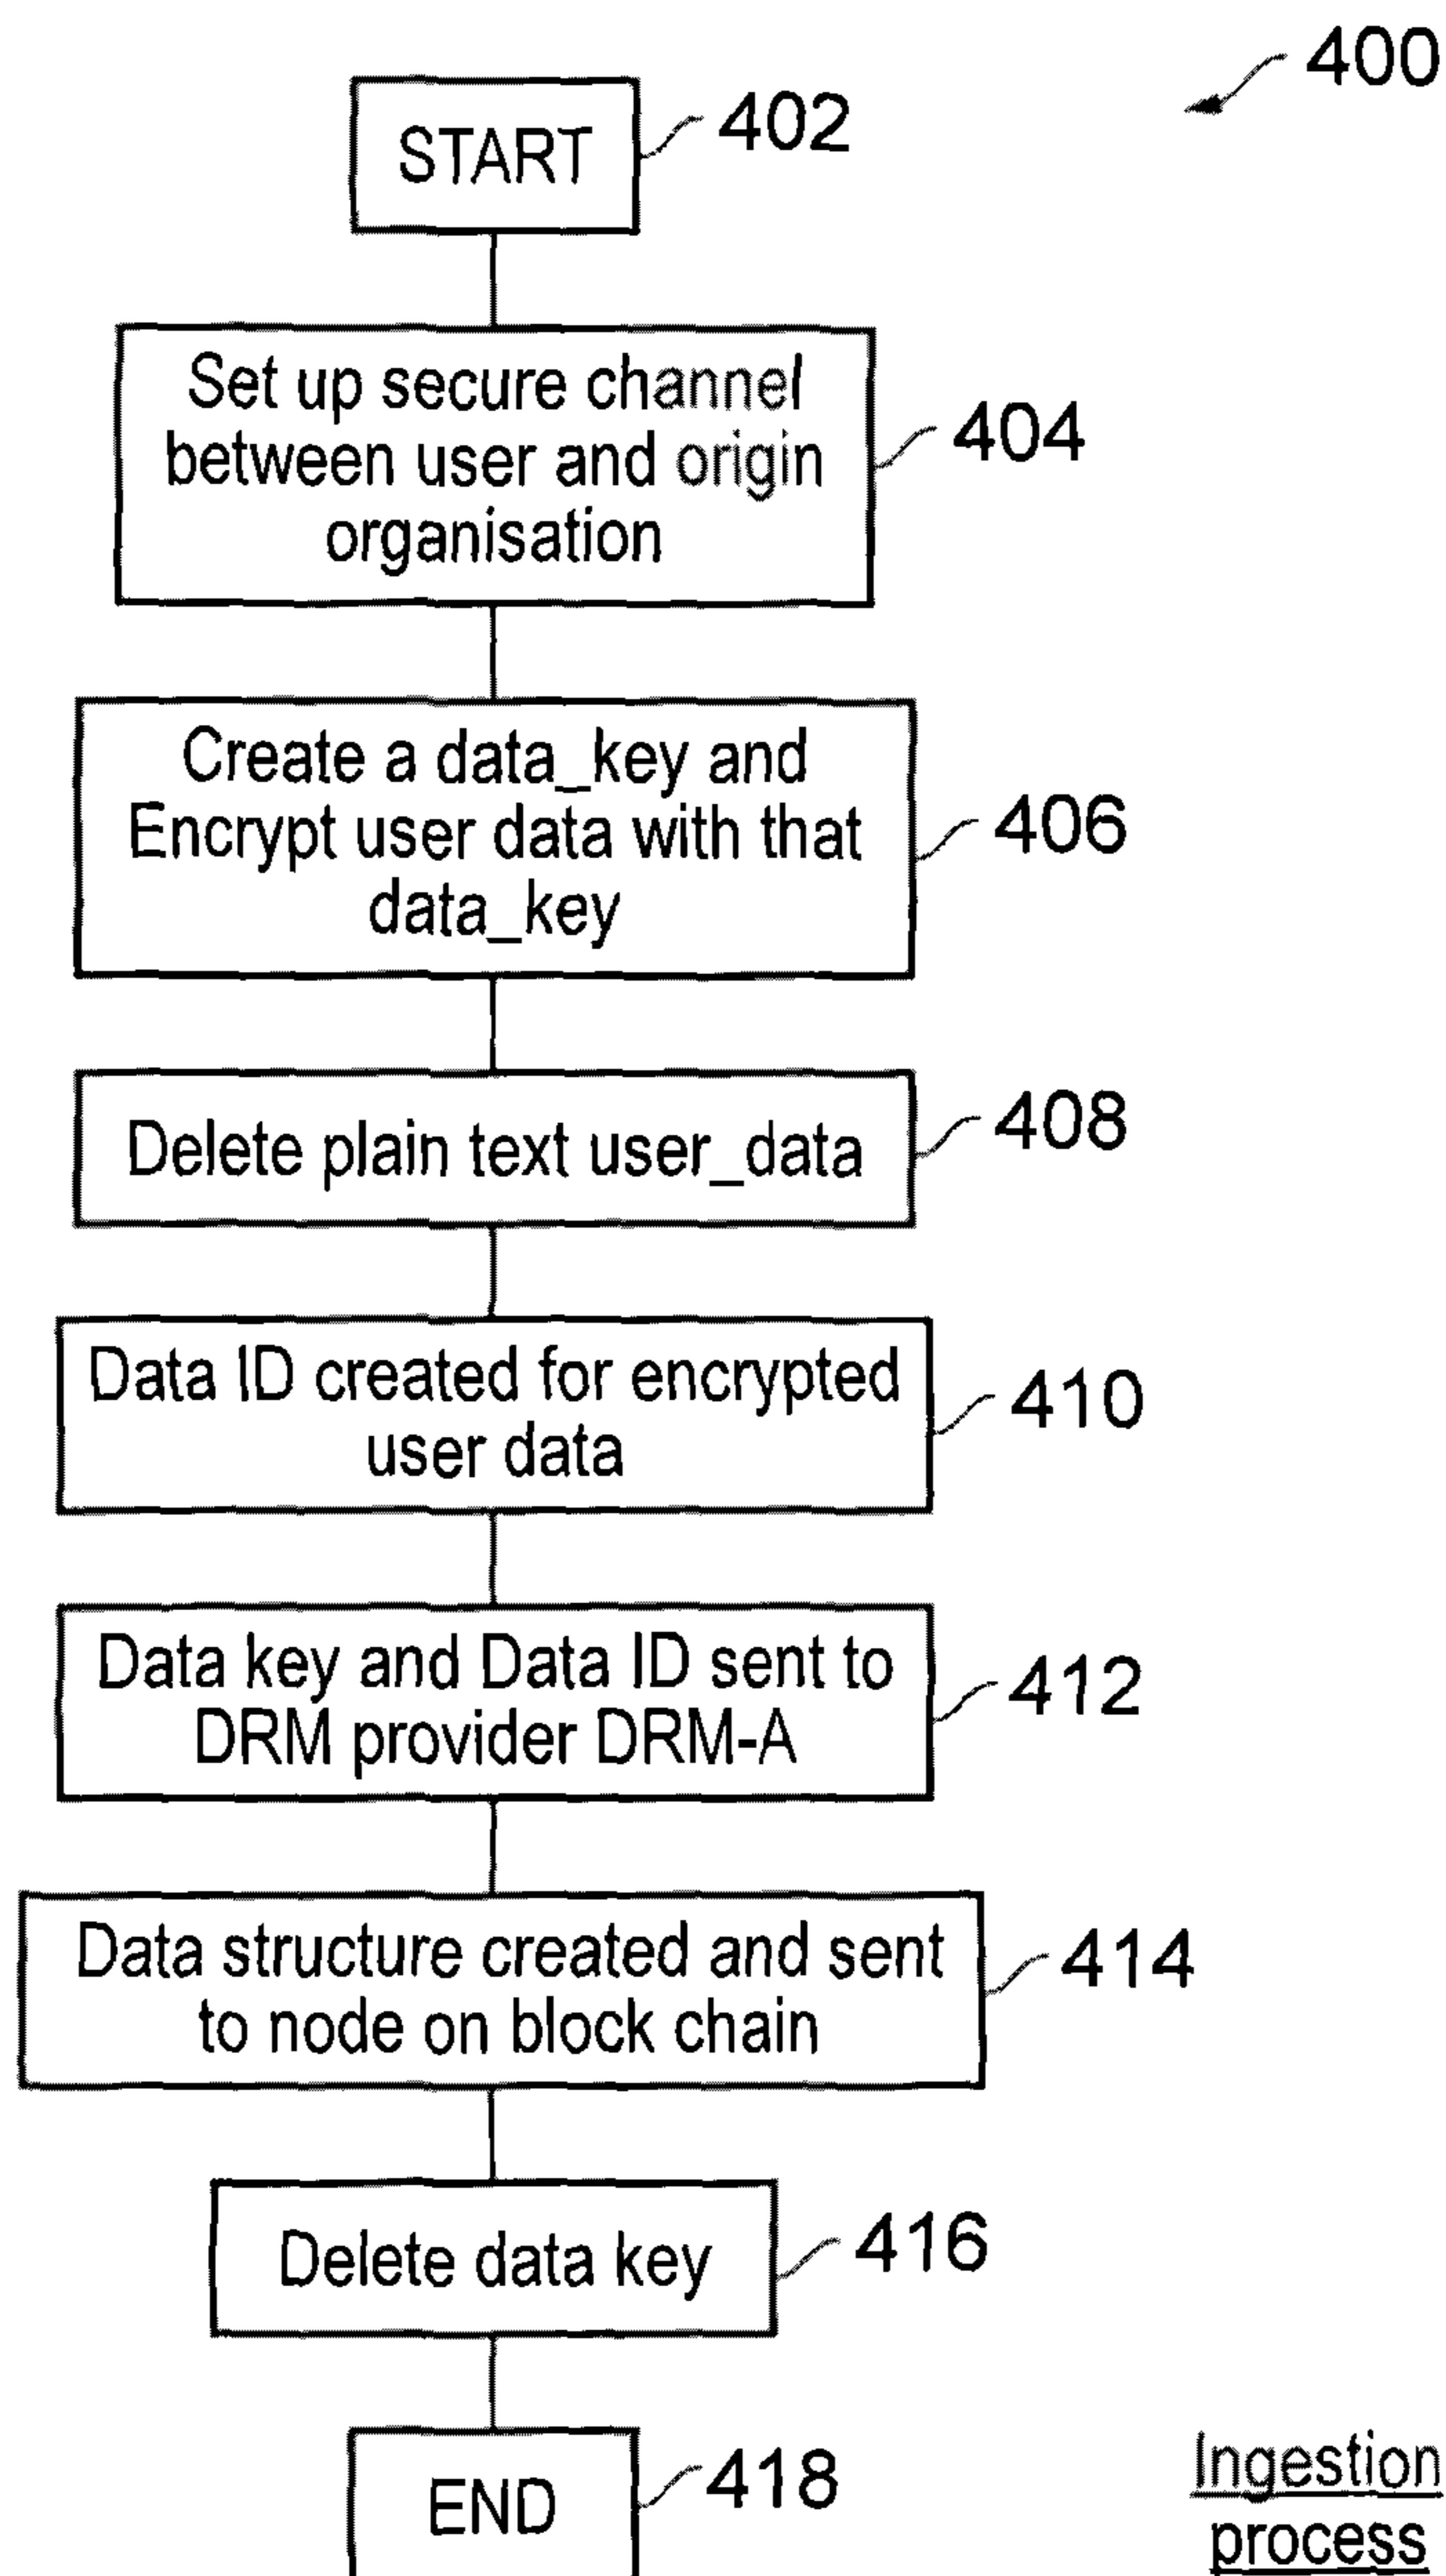 400
START
402
Set up secure channel
between user and origin
organisation
404
Create a data_key and
Encrypt user data with that
data_key
406
Delete plain text user_data
408
Data ID created for encrypted
user data
410
Data key and Data ID sent to
DRM provider DRM-A
412
Data structure created and sent
to node on block chain
414
Delete data key
416
END
418
Ingestion
process